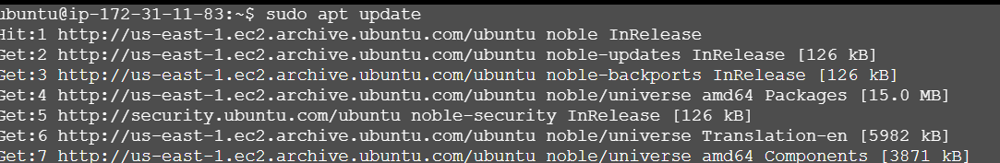 ubuntu@ip-172-31-11-83:~$ sudo apt update
Hit:1 http://us-east-1.ec2.archive.ubuntu.com/ubuntu noble InRelease
Get:2 http://us-east-1.ec2.archive.ubuntu.com/ubuntu noble-updates InRelease [126 kB]
Get:3 http://us-east-1.ec2.archive.ubuntu.com/ubuntu noble-backports InRelease [126 kB]
Get:4 http://us-east-1.ec2.archive.ubuntu.com/ubuntu noble/universe amd64 Packages [15.0 MB]
Get:5 http://security.ubuntu.com/ubuntu noble-security InRelease [126 kB]
Get:6 http://us-east-1.ec2.archive.ubuntu.com/ubuntu noble/universe Translation-en [5982 kB]
Get:7 http://us-east-1.ec2.archive.ubuntu.com/ubuntu noble/universe amd64 Components [3871 kB]